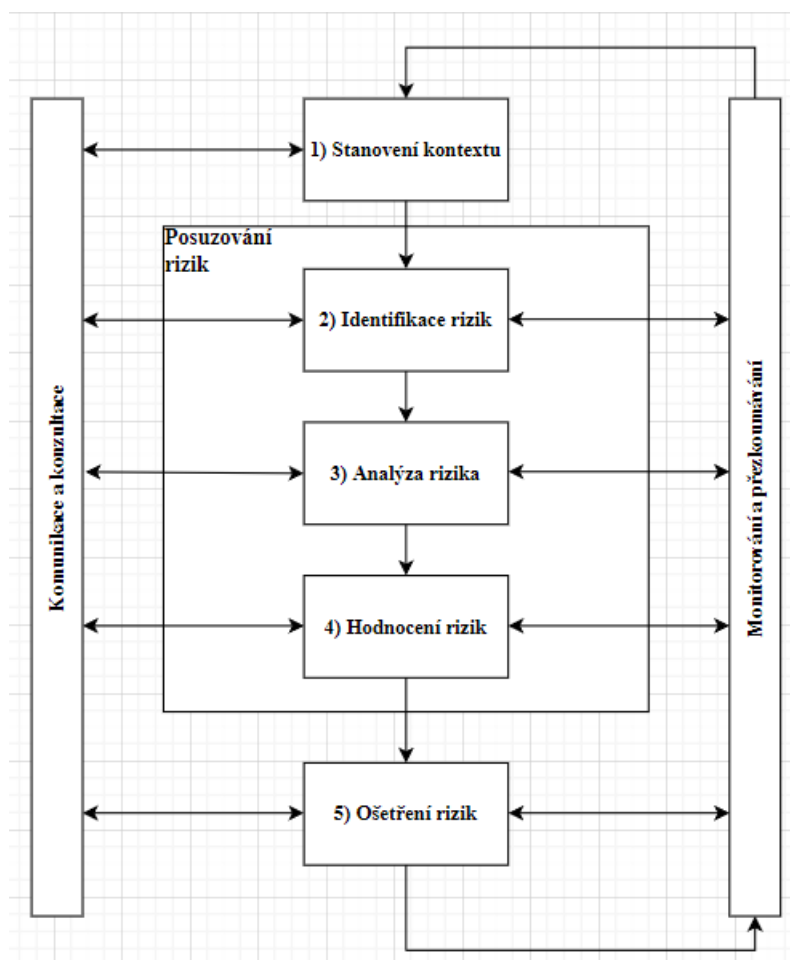 1) Stanovení kontextu
Posuzování
rizik
2) Identifikace rizik
3) Analýza rizika
4) Hodnocení rizik
5) Ošetření rizik
Komunikace a konzultace
Monitorování a přezkoumávání